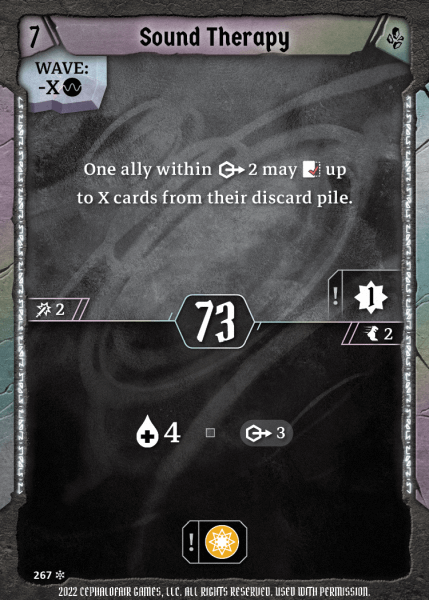 7
Sound Therapy
WAVE:
-X
One ally within 2 may up
to X cards from their discard pile.
! 1
2
73
2
4 3
!
267
2022 CEPHALOFAIR GAMES, LLC. ALL RIGHTS RESERVED. USED WITH PERMISSION.